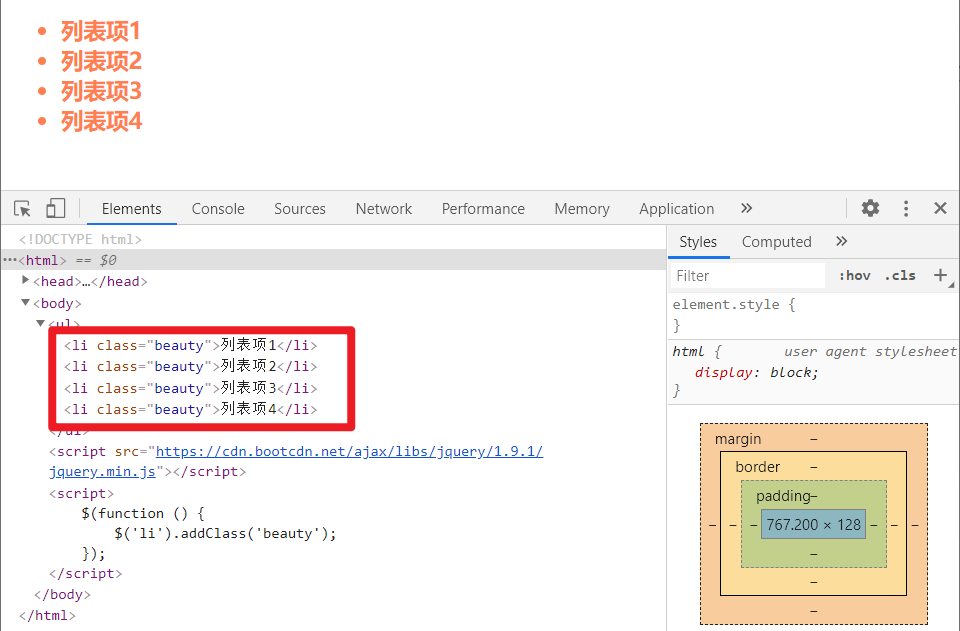 列表项1
列表项2
列表项3
列表项4
Elements Console Sources Network Performance Memory Application »
<!DOCTYPE html>
···<html> == $0
<head>…</head>
<body>
<ul>
<li class="beauty">列表项1</li>
<li class="beauty">列表项2</li>
<li class="beauty">列表项3</li>
<li class="beauty">列表项4</li>
</ul>
<script src="https://cdn.bootcdn.net/ajax/libs/jquery/1.9.1/
jquery.min.js"></script>
<script>
$(function () {
$('li').addClass('beauty');
});
</script>
</body>
</html>
Styles Computed »
Filter :hov .cls +
element.style {
}
html { user agent stylesheet
display: block;
}
margin –
border –
padding–
– – – 767.200 × 128 – – –
–
–
–